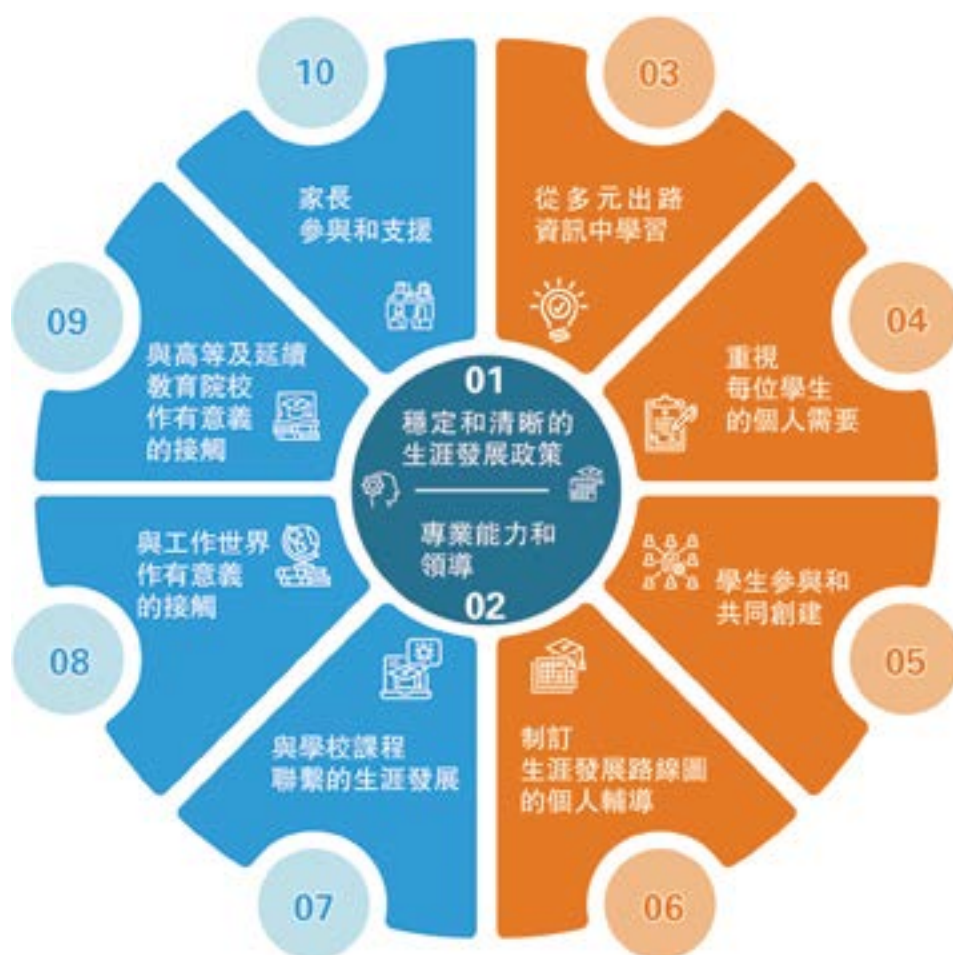 01
穩定和清晰的
生涯發展政策
專業能力和
領導
02
03
從多元出路
資訊中學習
04
重視
每位學生
的個人需要
05
學生參與和
共同創建
06
制訂
生涯發展路線圖
的個人輔導
07
與學校課程
聯繫的生涯發展
08
與工作世界
作有意義
的接觸
09
與高等及延續
教育院校
作有意義
的接觸
10
家長
參與和支援